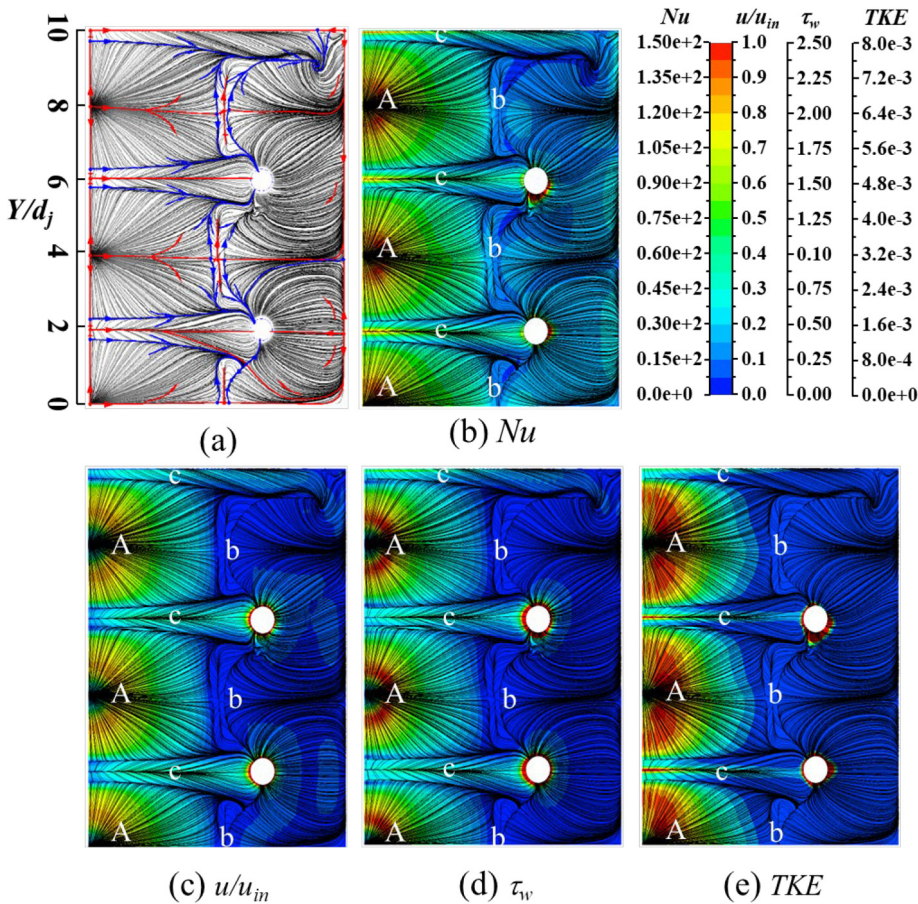 Nu u/u_in τ_w TKE
1.50e+2 1.0 2.50 8.0e-3
1.35e+2 0.9 2.25 7.2e-3
1.20e+2 0.8 2.00 6.4e-3
1.05e+2 0.7 1.75 5.6e-3
0.90e+2 0.6 1.50 4.8e-3
0.75e+2 0.5 1.25 4.0e-3
0.60e+2 0.4 0.10 3.2e-3
0.45e+2 0.3 0.75 2.4e-3
0.30e+2 0.2 0.50 1.6e-3
0.15e+2 0.1 0.25 8.0e-4
0.0e+0 0.0 0.00 0.0e+0
Y/d_j
10
8
6
4
2
0
c
A
b
c
A
b
c
A
b
(a)
(b) Nu
c
A
b
c
A
b
c
A
b
c
A
b
c
A
b
c
A
b
c
A
b
c
A
b
c
A
b
(c) u/u_in
(d) τ_w
(e) TKE